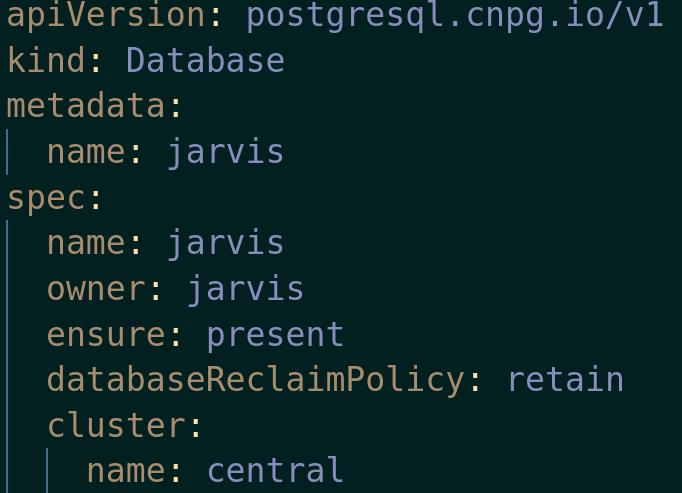 apiVersion: postgresql.cnpg.io/v1
kind: Database
metadata:
  name: jarvis
spec:
  name: jarvis
  owner: jarvis
  ensure: present
  databaseReclaimPolicy: retain
  cluster:
    name: central